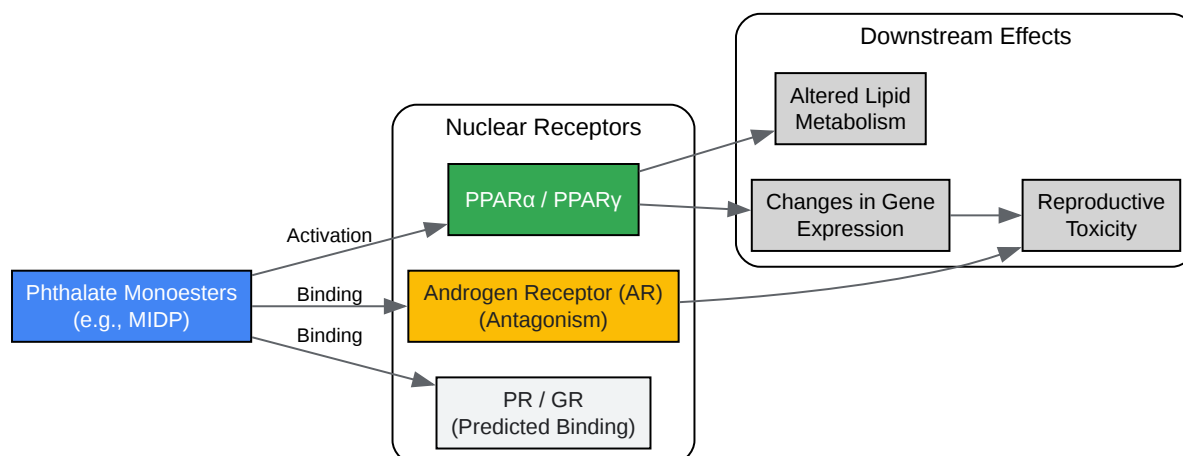 Downstream Effects
Altered Lipid
Metabolism
Nuclear Receptors
PPARα / PPARγ
Changes in Gene
Expression
Reproductive
Toxicity
Activation
Phthalate Monoesters
(e.g., MIDP)
Binding
Androgen Receptor (AR)
(Antagonism)
Binding
PR / GR
(Predicted Binding)